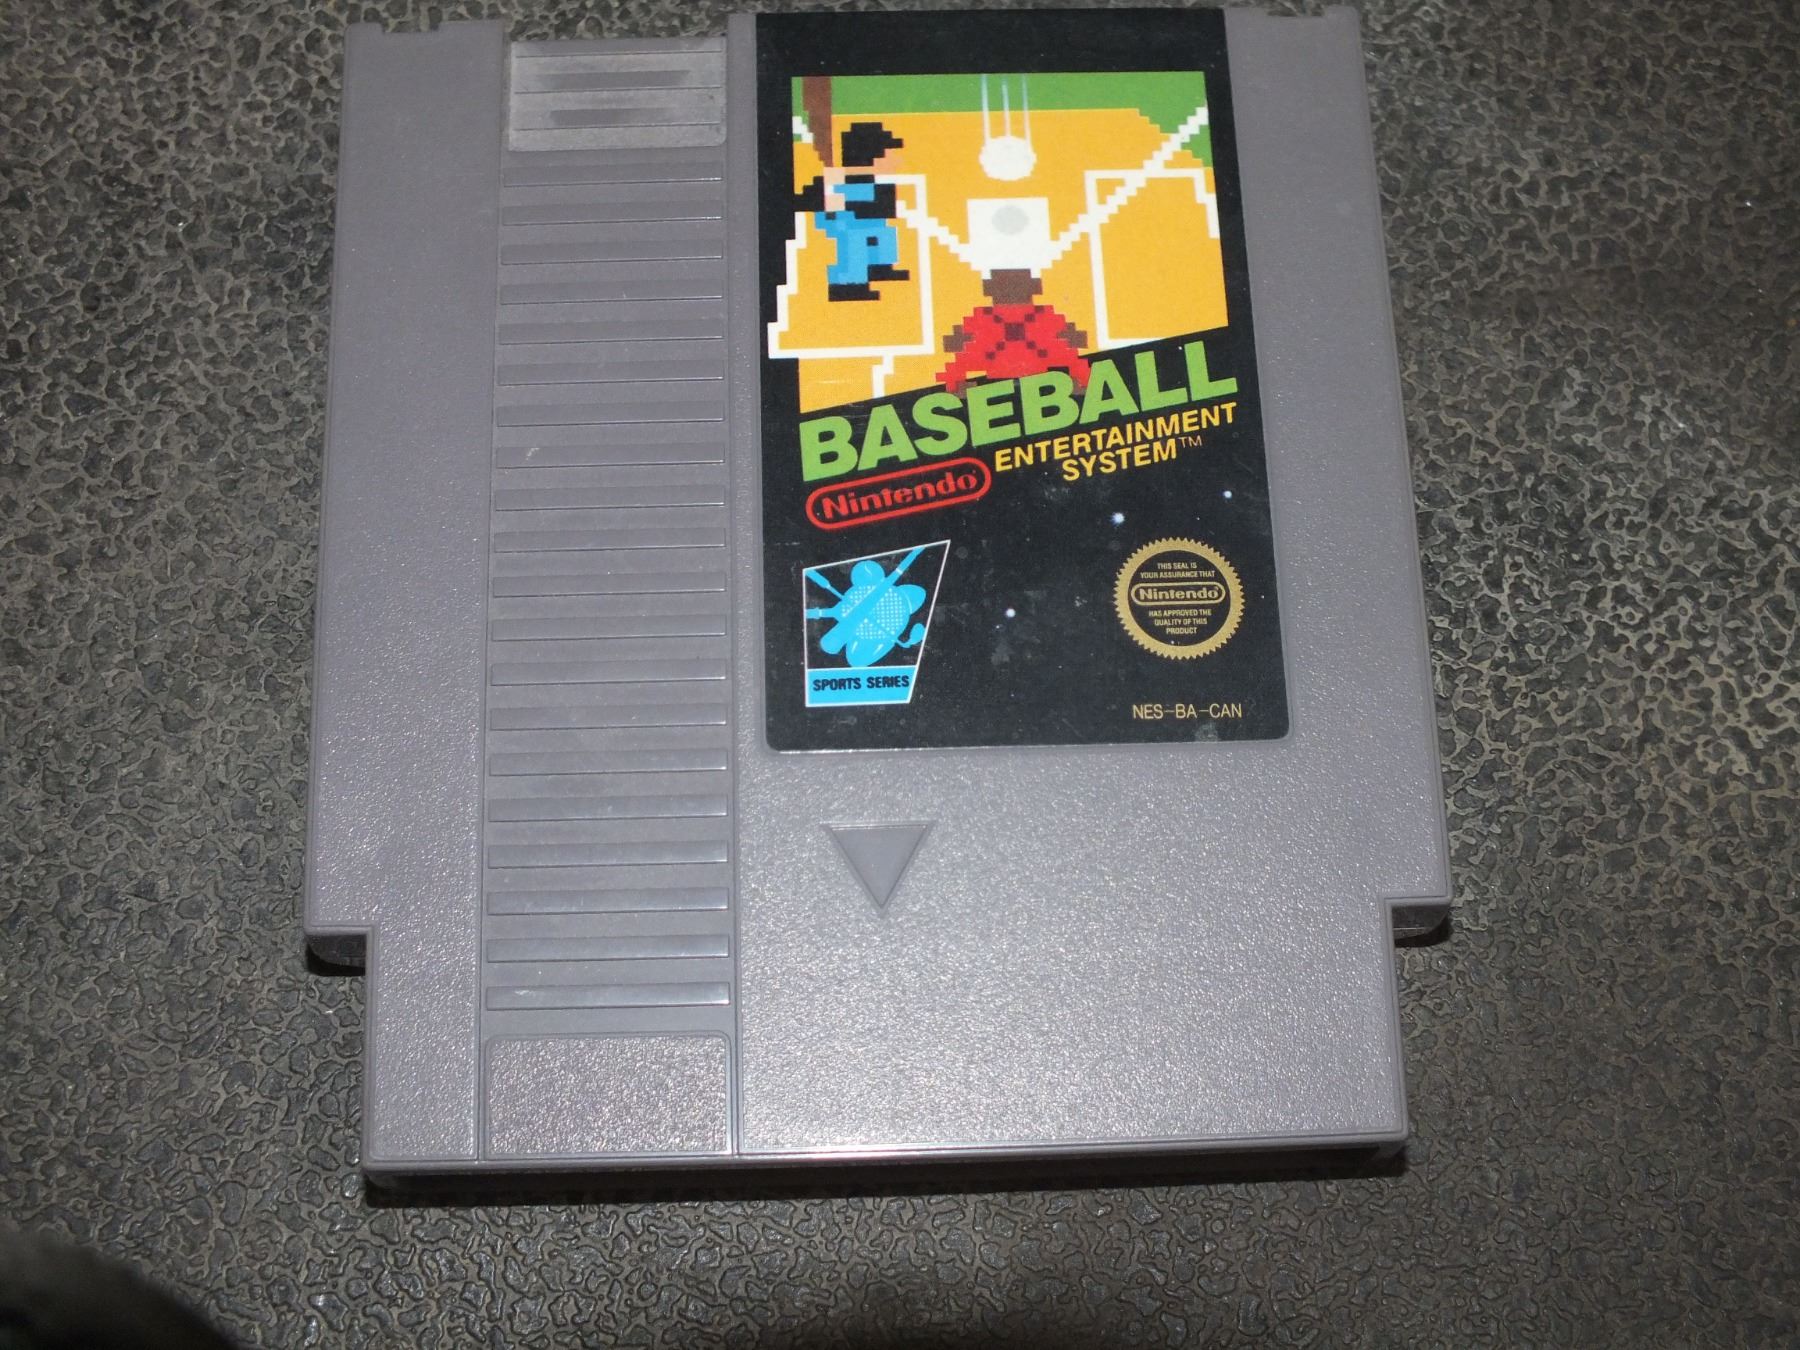 BASEBALL
Nintendo
ENTERTAINMENT
SYSTEM™
SPORTS SERIES
THIS SEAL IS
YOUR ASSURANCE THAT
Nintendo
HAS APPROVED THE
QUALITY OF THIS
PRODUCT
NES-BA-CAN